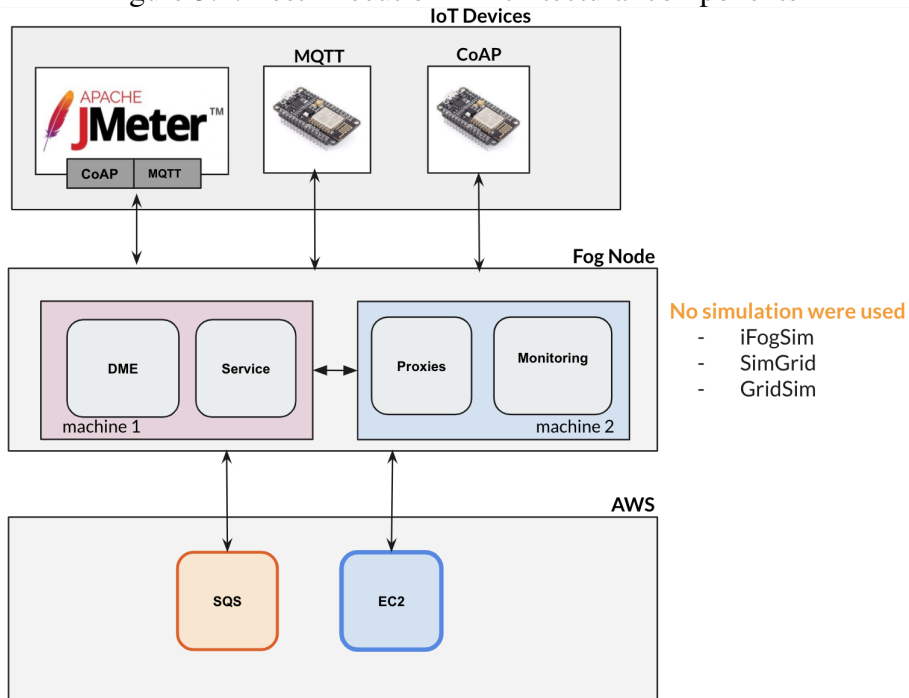 IoT Devices
MQTT
CoAP
APACHE
JMeter™
CoAP MQTT
Fog Node
DME
Service
Proxies
Monitoring
machine 1
machine 2
No simulation were used
- iFogSim
- SimGrid
- GridSim
AWS
SQS
EC2